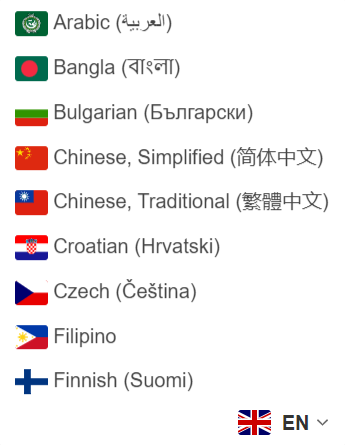 Arabic (العربية)
Bangla (বাংলা)
Bulgarian (Български)
Chinese, Simplified (简体中文)
Chinese, Traditional (繁體中文)
Croatian (Hrvatski)
Czech (Čeština)
Filipino
Finnish (Suomi)
EN